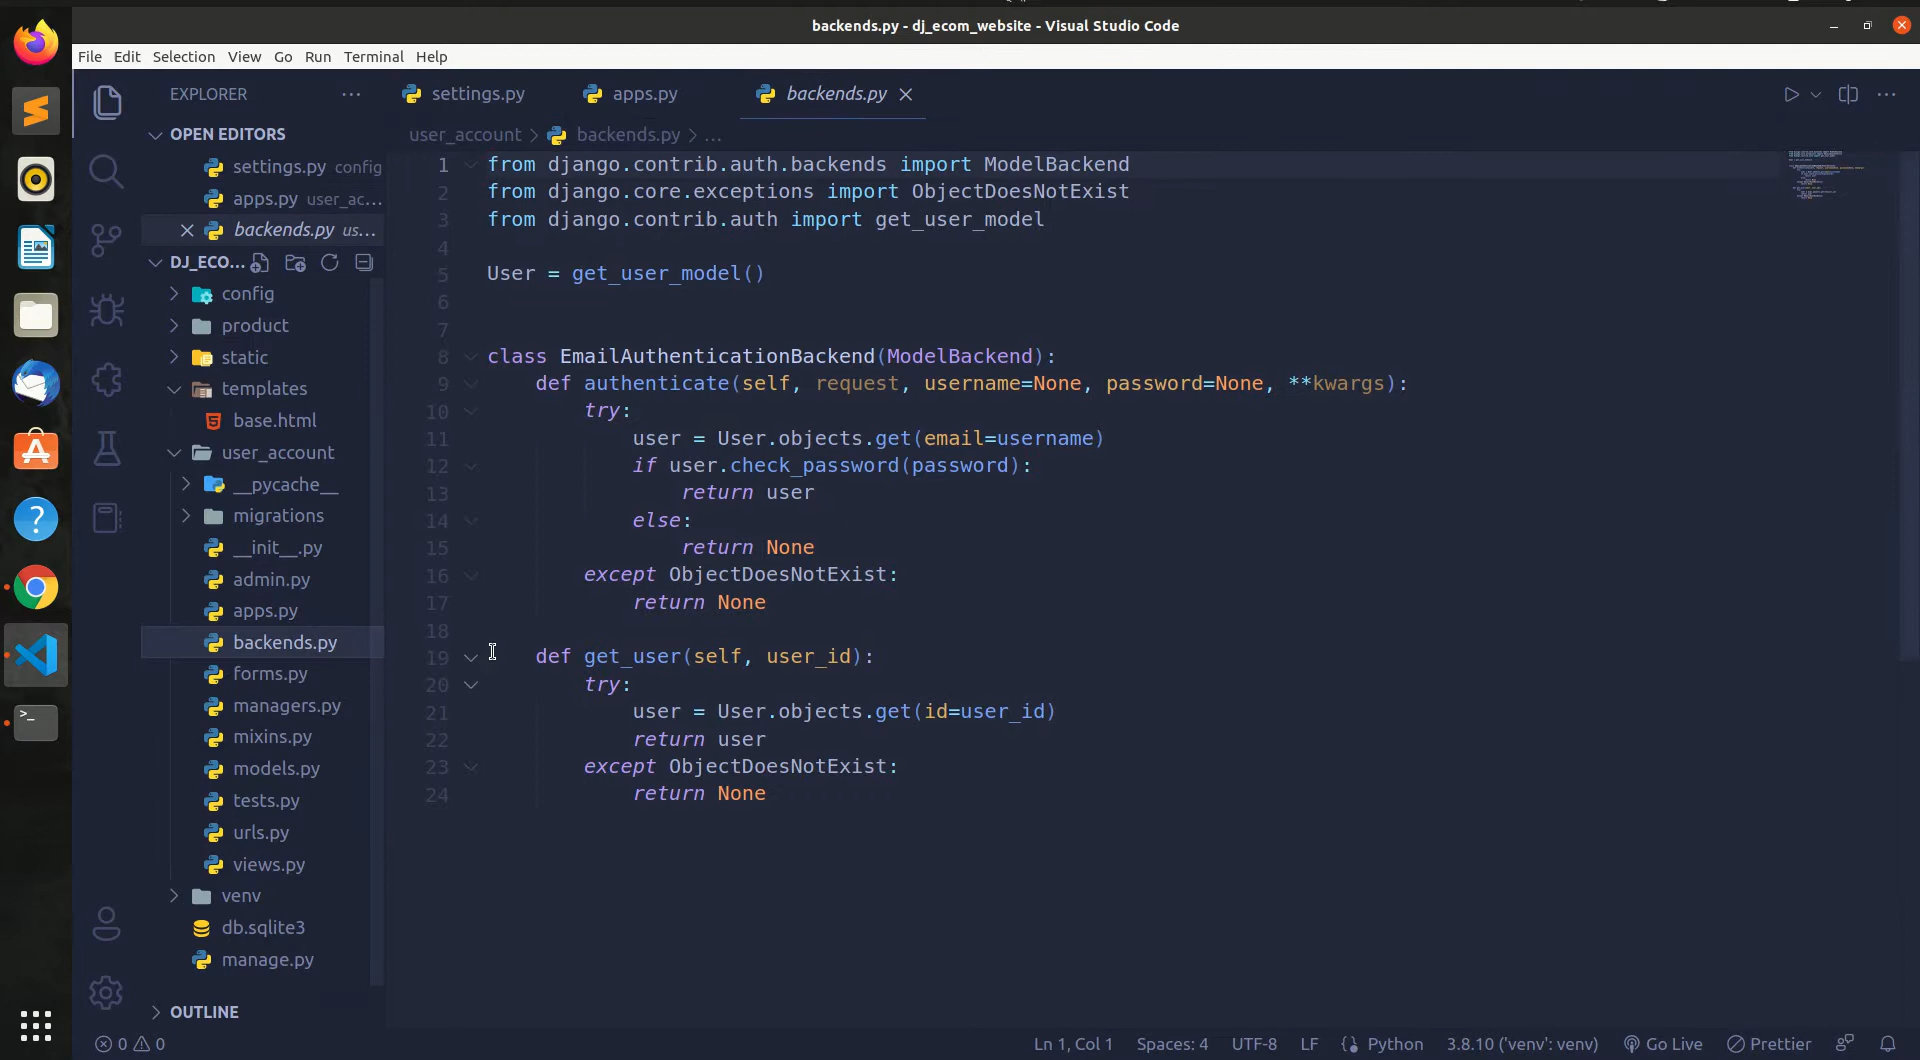 backends.py - dj_ecom_website - Visual Studio Code
File Edit Selection View Go Run Terminal Help
EXPLORER
OPEN EDITORS
settings.py config
apps.py user_ac...
backends.py us...
DJ_ECO...
config
product
static
templates
base.html
user_account
__pycache__
migrations
__init__.py
admin.py
apps.py
backends.py
forms.py
managers.py
mixins.py
models.py
tests.py
urls.py
views.py
venv
db.sqlite3
manage.py
OUTLINE
settings.py apps.py backends.py
user_account > backends.py > ...
1 from django.contrib.auth.backends import ModelBackend
2 from django.core.exceptions import ObjectDoesNotExist
3 from django.contrib.auth import get_user_model
4
5 User = get_user_model()
6
7
8 class EmailAuthenticationBackend(ModelBackend):
9     def authenticate(self, request, username=None, password=None, **kwargs):
10         try:
11             user = User.objects.get(email=username)
12             if user.check_password(password):
13                 return user
14             else:
15                 return None
16         except ObjectDoesNotExist:
17             return None
18
19     def get_user(self, user_id):
20         try:
21             user = User.objects.get(id=user_id)
22             return user
23         except ObjectDoesNotExist:
24             return None
0 0 Ln 1, Col 1 Spaces: 4 UTF-8 LF Python 3.8.10 ('venv': venv) Go Live Prettier